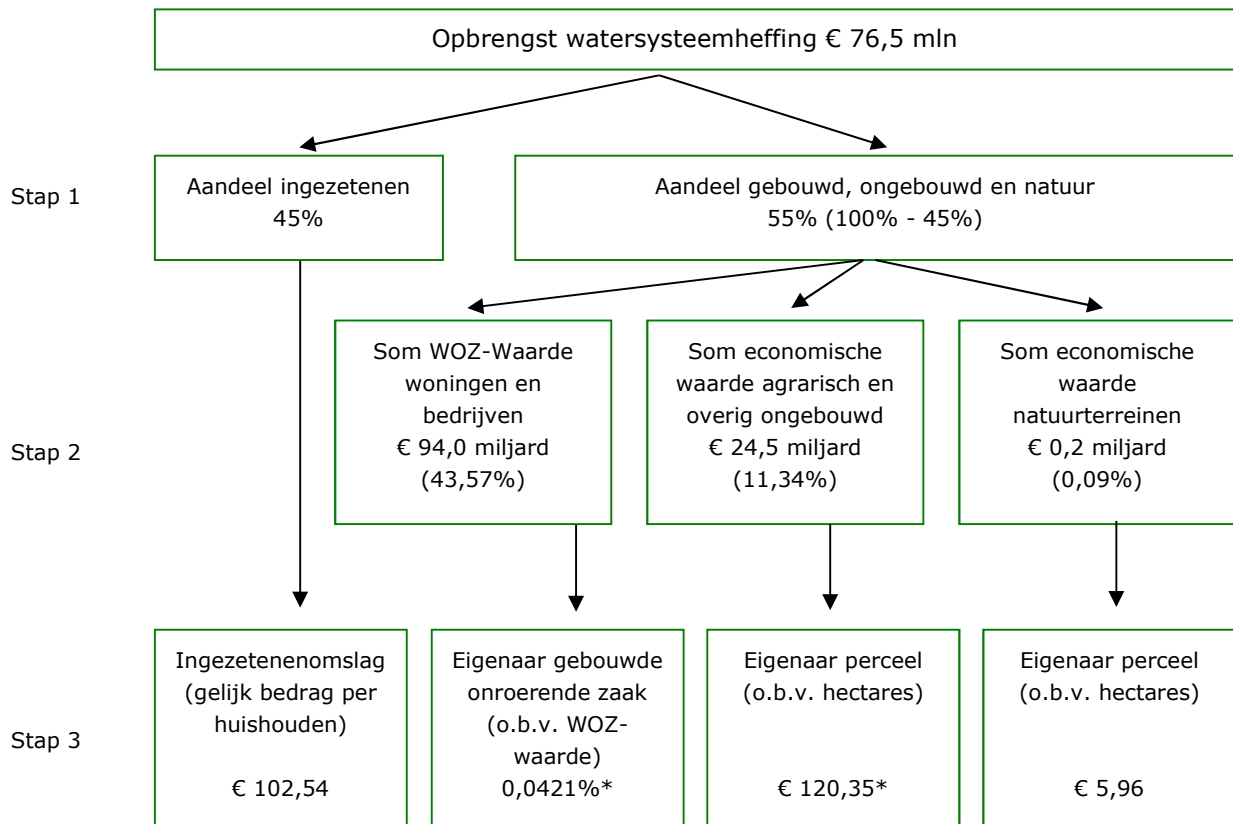 Opbrengst watersysteemheffing € 76,5 mln
Stap 1
Aandeel ingezetenen
45%
Aandeel gebouwd, ongebouwd en natuur
55% (100% - 45%)
Stap 2
Som WOZ-Waarde
woningen en
bedrijven
€ 94,0 miljard
(43,57%)
Som economische
waarde agrarisch en
overig ongebouwd
€ 24,5 miljard
(11,34%)
Som economische
waarde
natuurterreinen
€ 0,2 miljard
(0,09%)
Stap 3
Ingezetenenomslag
(gelijk bedrag per
huishouden)
€ 102,54
Eigenaar gebouwde
onroerende zaak
(o.b.v. WOZ-
waarde)
0,0421%*
Eigenaar perceel
(o.b.v. hectares)
€ 120,35*
Eigenaar perceel
(o.b.v. hectares)
€ 5,96